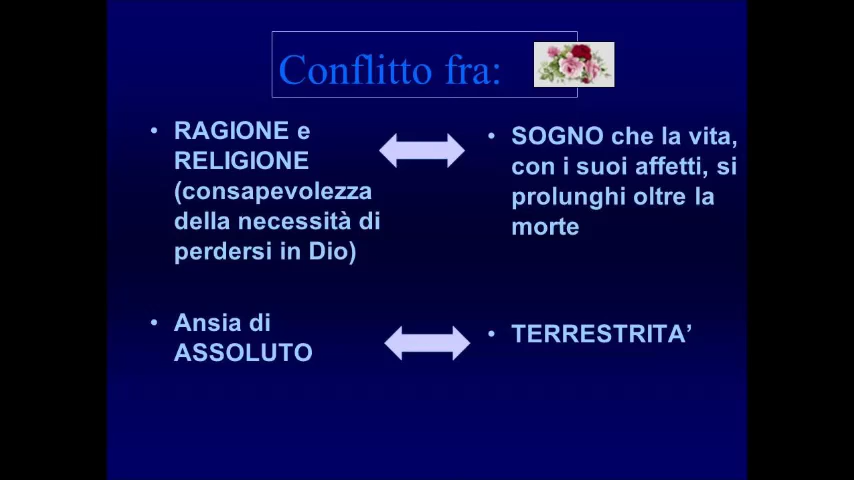 Conflitto fra:
• RAGIONE e
RELIGIONE
(consapevolezza
della necessità di
perdersi in Dio)
• SOGNO che la vita,
con i suoi affetti, si
prolunghi oltre la
morte
• Ansia di
ASSOLUTO
• TERRESTRITA’